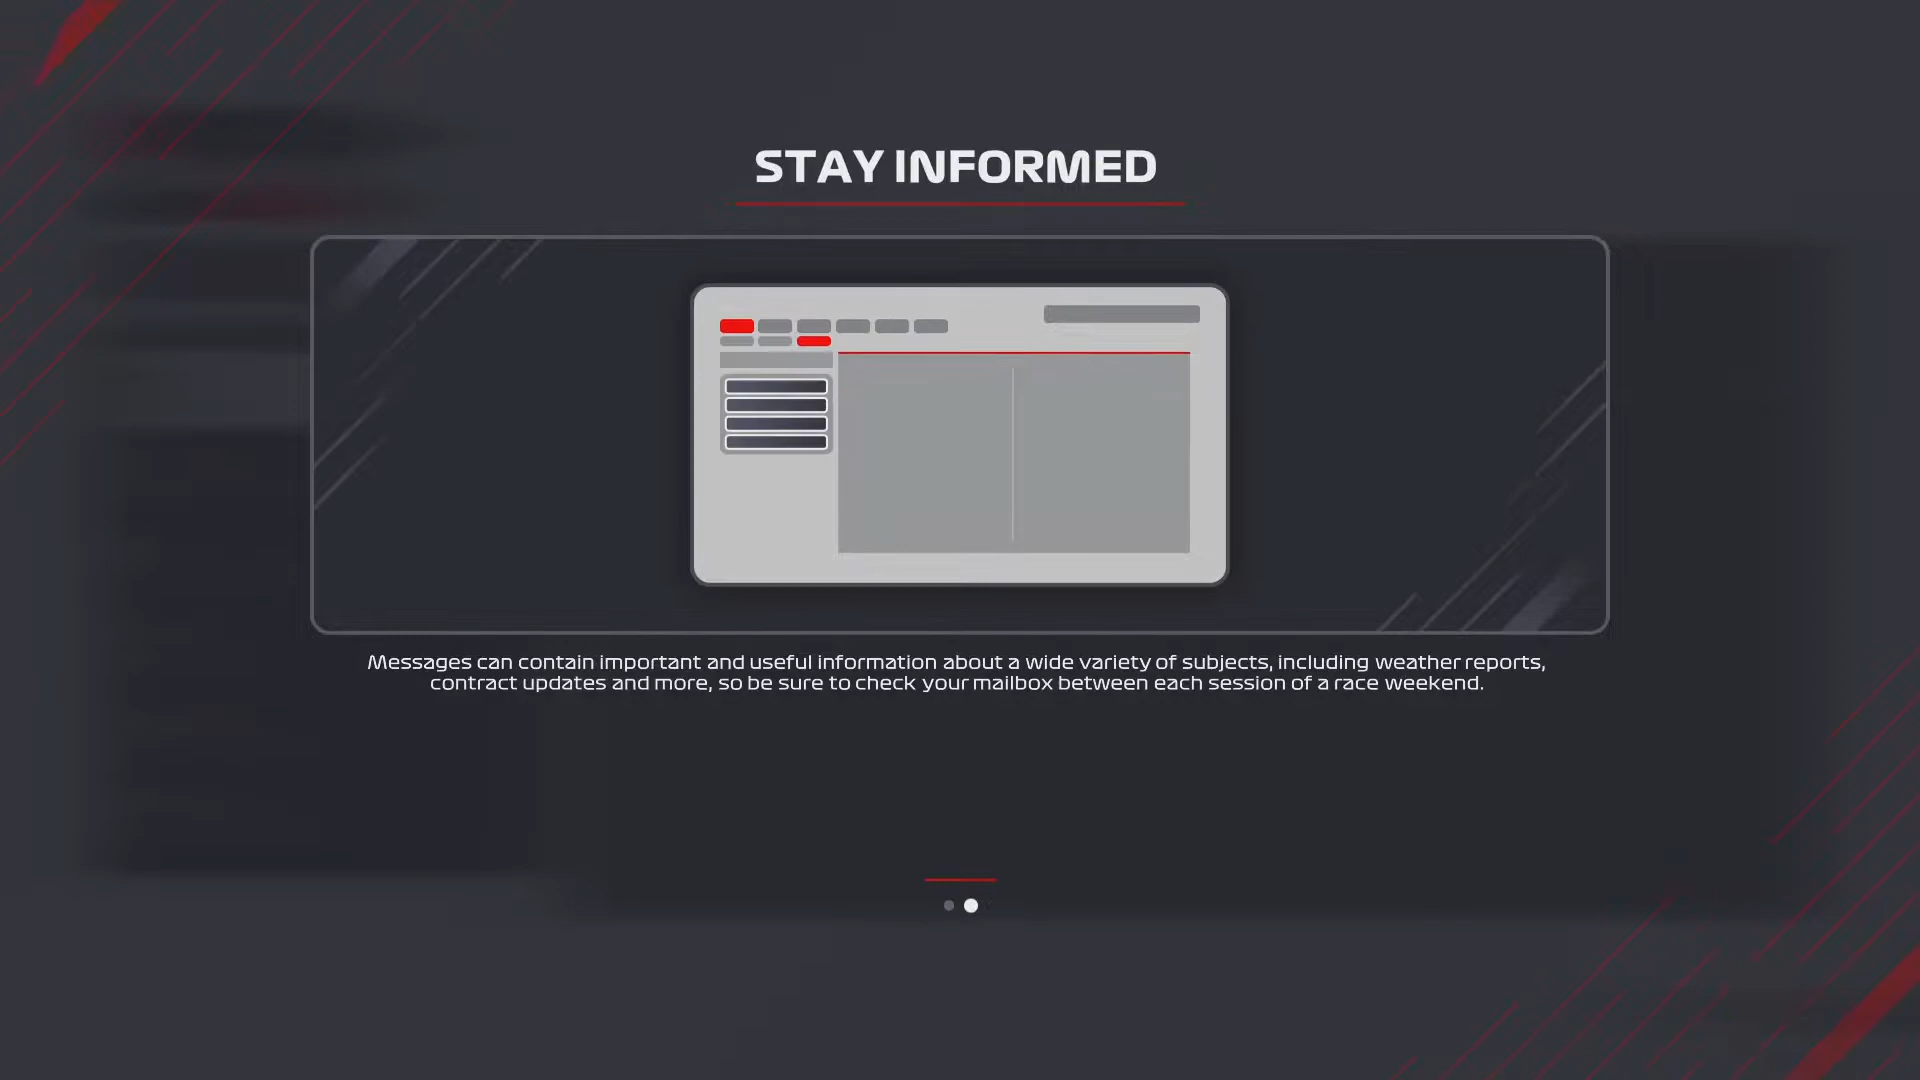 STAY INFORMED
Messages can contain important and useful information about a wide variety of subjects, including weather reports,
contract updates and more, so be sure to check your mailbox between each session of a race weekend.